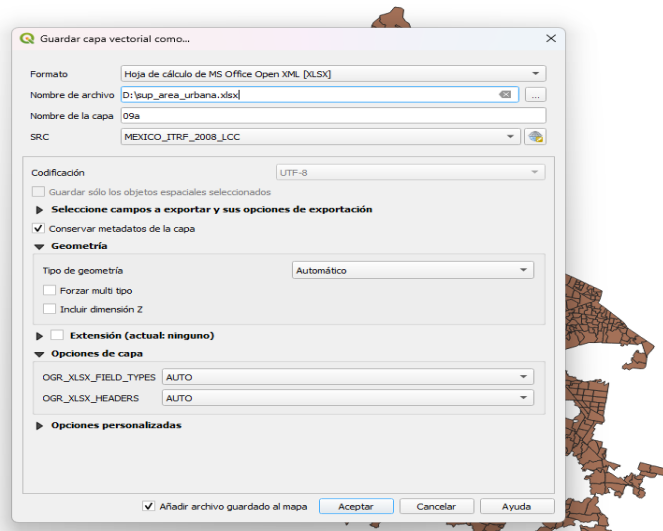 Guardar capa vectorial como...
Formato Hoja de cálculo de MS Office Open XML [XLSX]
Nombre de archivo D:\sup_area_urbana.xlsx ...
Nombre de la capa 09a
SRC MEXICO_ITRF_2008_LCC
Codificación UTF-8
Guardar sólo los objetos espaciales seleccionados
Seleccione campos a exportar y sus opciones de exportación
Conservar metadatos de la capa
Geometría
Tipo de geometría Automático
Forzar multi tipo
Incluir dimensión Z
Extensión (actual: ninguno)
Opciones de capa
OGR_XLSX_FIELD_TYPES AUTO
OGR_XLSX_HEADERS AUTO
Opciones personalizadas
Añadir archivo guardado al mapa Aceptar Cancelar Ayuda